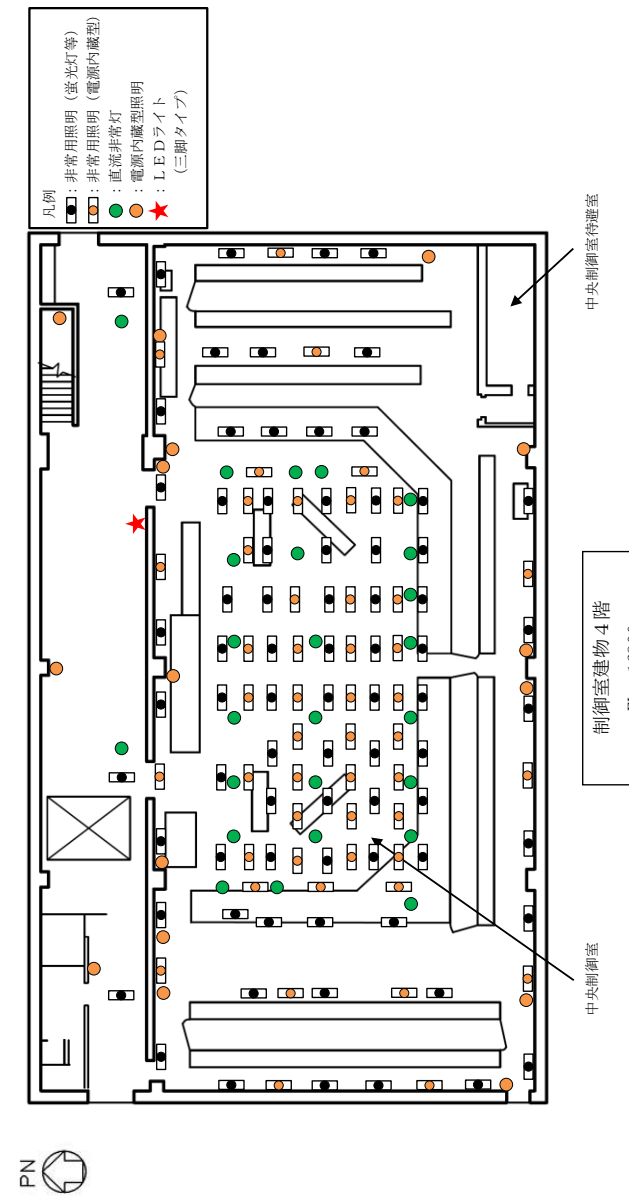 凡例
：非常用照明（蛍光灯等）
：非常用照明（電源内蔵型）
：直流非常灯
：電源内蔵型照明
：ＬＥＤライト
（三脚タイプ）
中央制御室待避室
制御室建物４階
中央制御室
PN